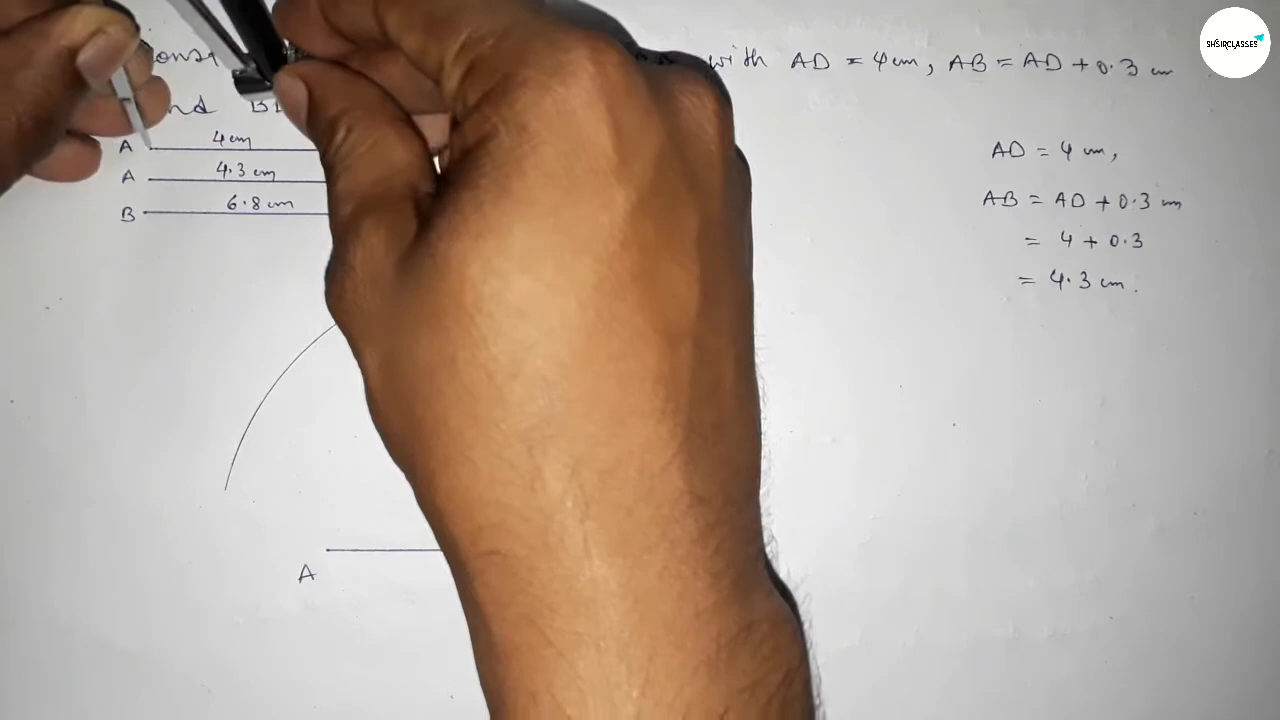 with AD = 4 cm, AB = AD + 0.3 cm
A 4 cm
A 4.3 cm
B 6.8 cm
AD = 4 cm,
AB = AD + 0.3 cm
= 4 + 0.3
= 4.3 cm.
A
SHSIRCLASSES